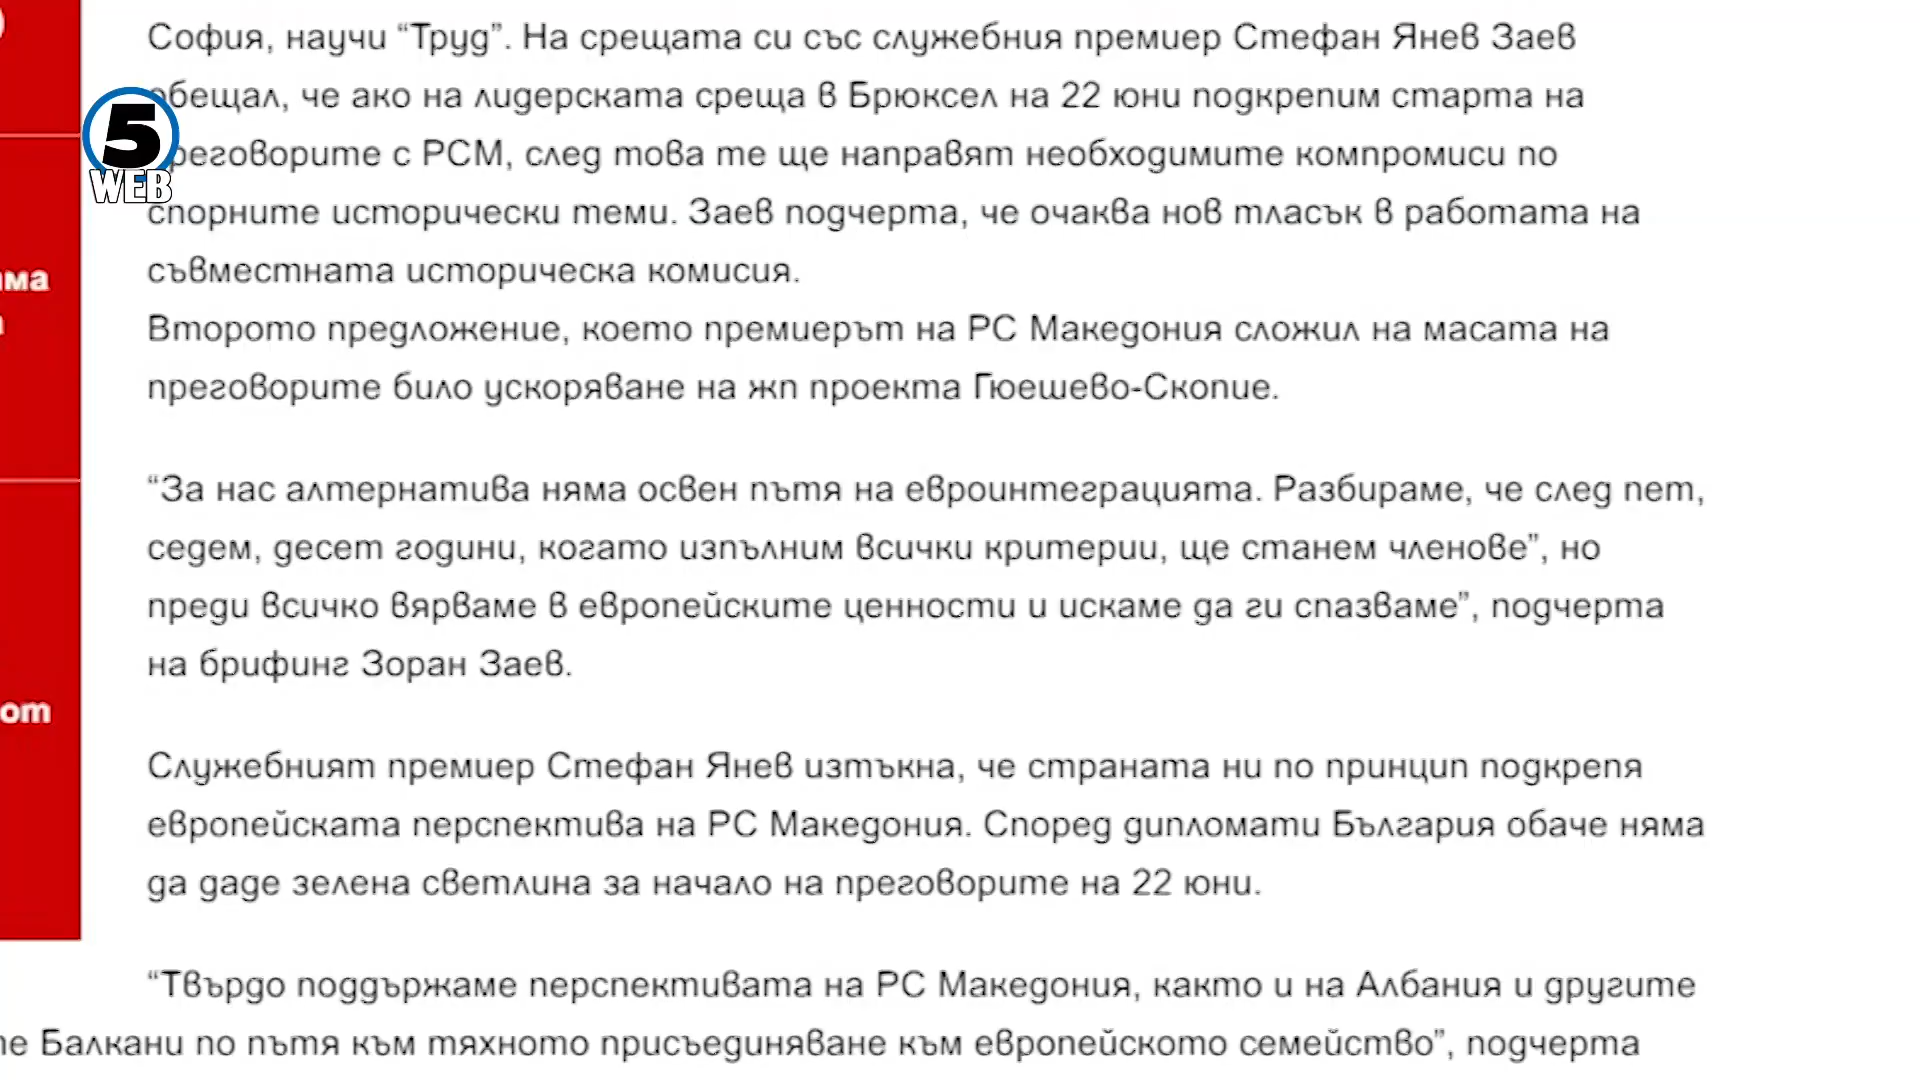 София, научи “Труд”. На срещата си със служебния премиер Стефан Янев Заев
обещал, че ако на лидерската среща в Брюксел на 22 юни подкрепим старта на
преговорите с РСМ, след това те ще направят необходимите компромиси по
спорните исторически теми. Заев подчерта, че очаква нов тласък в работата на
съвместната историческа комисия.
Второто предложение, което премиерът на РС Македония сложил на масата на
преговорите било ускоряване на жп проекта Гюешево-Скопие.
“За нас алтернатива няма освен пътя на евроинтеграцията. Разбираме, че след пет,
седем, десет години, когато изпълним всички критерии, ще станем членове”, но
преди всичко вярваме в европейските ценности и искаме да ги спазваме”, подчерта
на брифинг Зоран Заев.
Служебният премиер Стефан Янев изтъкна, че страната ни по принцип подкрепя
европейската перспектива на РС Македония. Според дипломати България обаче няма
да даде зелена светлина за начало на преговорите на 22 юни.
“Твърдо поддържаме перспективата на РС Македония, както и на Албания и другите
Балкани по пътя към тяхното присъединяване към европейското семейство”, подчерта
5
WEB
от